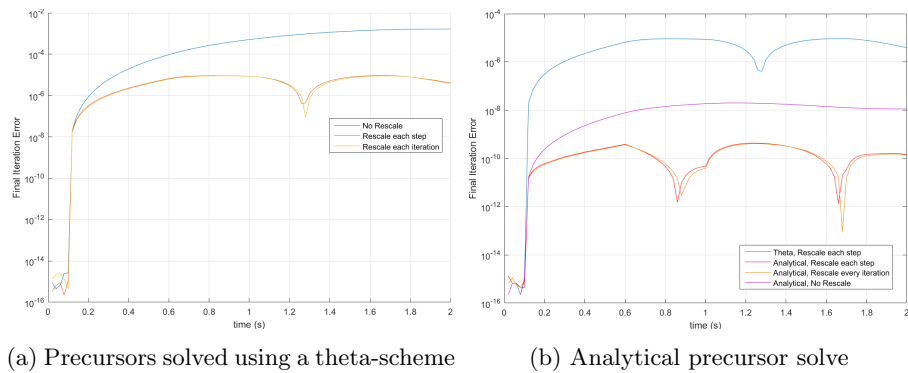 10-2
10-4
10-6
10-8
10-10
10-12
10-14
10-16
Final Iteration Error
No Rescale
Rescale each step
Rescale each iteration
0 0.2 0.4 0.6 0.8 1 1.2 1.4 1.6 1.8 2
time (s)
(a) Precursors solved using a theta-scheme
10-4
10-6
10-8
10-10
10-12
10-14
10-16
Final Iteration Error
Theta, Rescale each step
Analytical, Rescale each step
Analytical, Rescale every iteration
Analytical, No Rescale
0 0.2 0.4 0.6 0.8 1 1.2 1.4 1.6 1.8 2
time (s)
(b) Analytical precursor solve